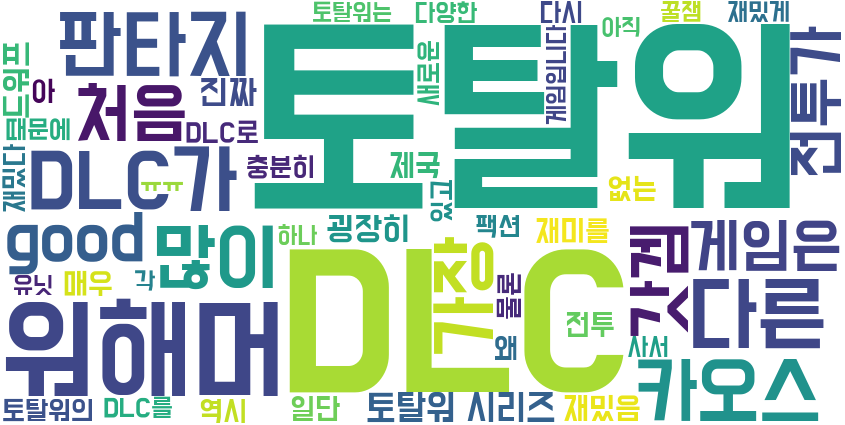 토탈워는 다양한 다시 꿀잼 재밌게
판타지
토탈워
아직
새로운
게임입니다
전투가
드워프
아
처음
진짜
때문에
DLC로
재밌다
DLC가
ㅠㅠ
충분히
제국
있고
없는
good
많이
하나
굉장히
팩션
재미를
갓겜
게임은
유닛
매우
각
워해머
DLC
가장
물론
왜
전투
사서
다른
카오스
토탈워의
DLC를
역시
일단
토탈워 시리즈
재밌음